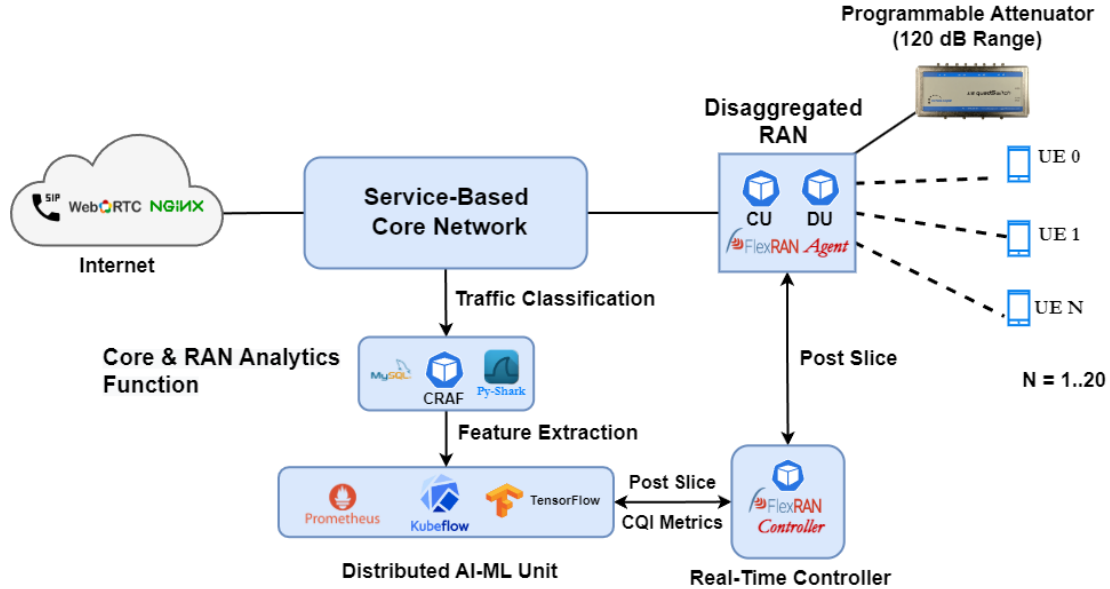 Programmable Attenuator
(120 dB Range)
Disaggregated
RAN
UE 0
SIP
WebRTC
NGiNX
Service-Based
Core Network
CU
DU
FlexRAN Agent
UE 1
Internet
Traffic Classification
UE N
Core & RAN Analytics
Function
MySQL
CRAF
Py-Shark
Post Slice
N = 1..20
Feature Extraction
Prometheus
Kubeflow
TensorFlow
Post Slice
CQI Metrics
FlexRAN
Controller
Distributed AI-ML Unit
Real-Time Controller